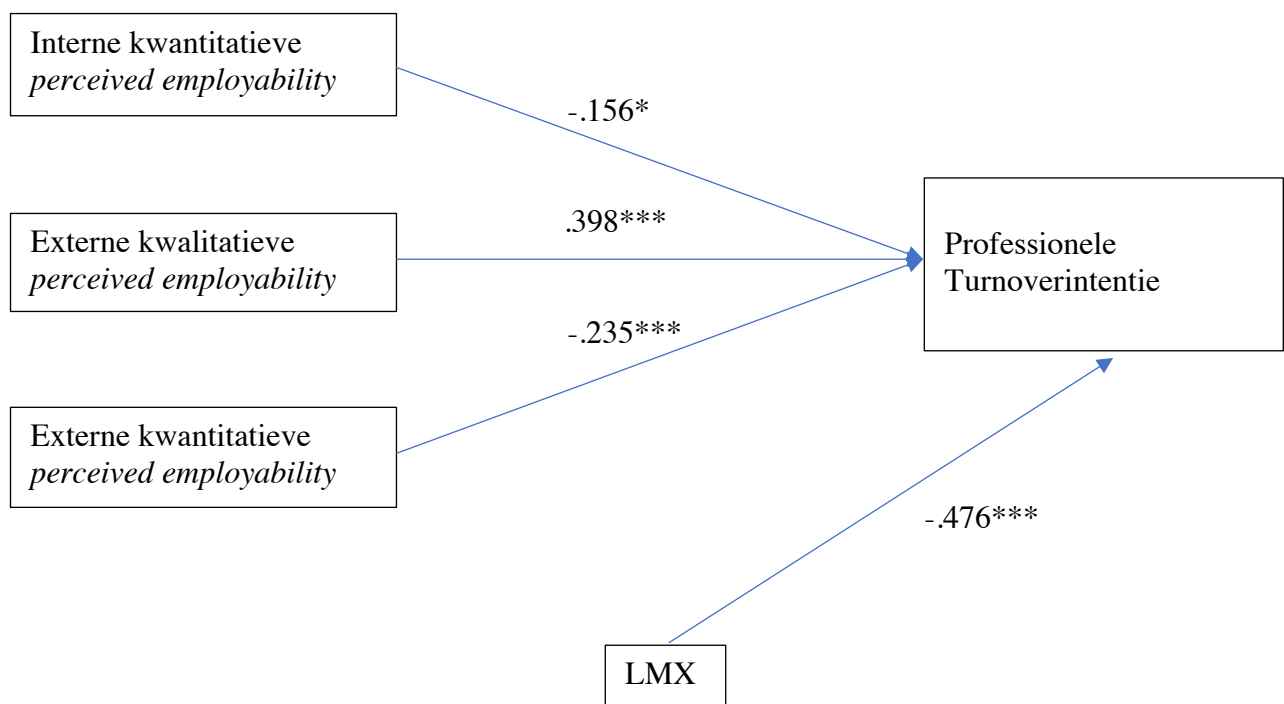 Interne kwantitatieve
perceived employability
-.156*
Externe kwalitatieve
perceived employability
.398***
Professionele
Turnoverintentie
-.235***
Externe kwantitatieve
perceived employability
-.476***
LMX